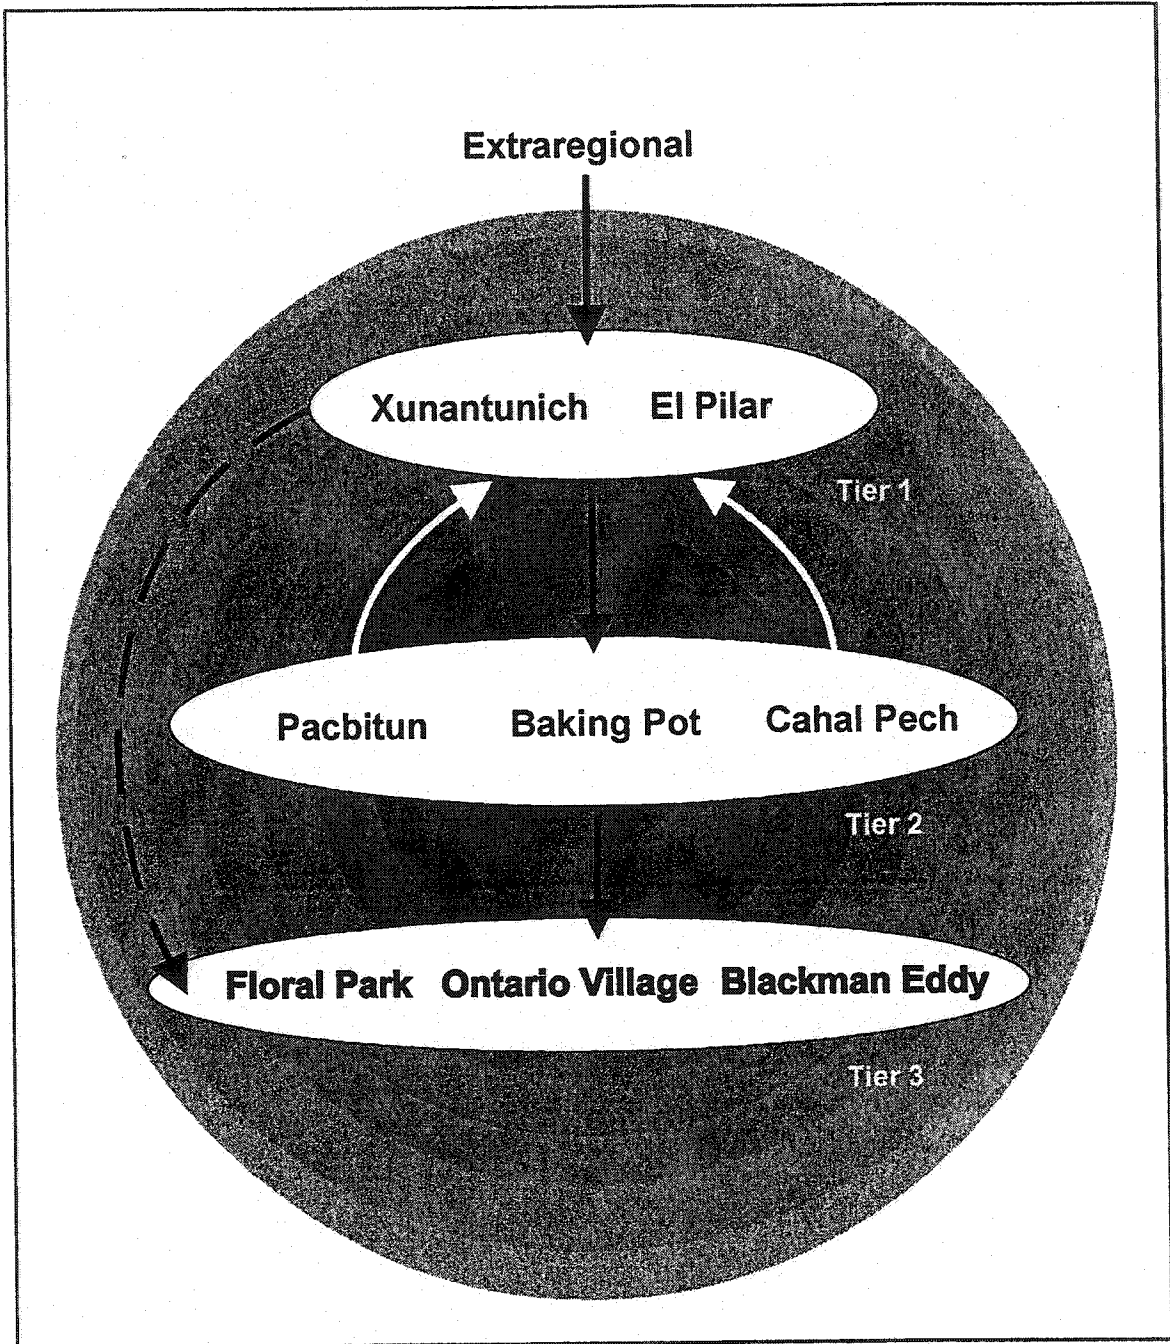 Extraregional
Xunantunich El Pilar
Tier 1
Pacbitun Baking Pot Cahal Pech
Tier 2
Floral Park Ontario Village Blackman Eddy
Tier 3